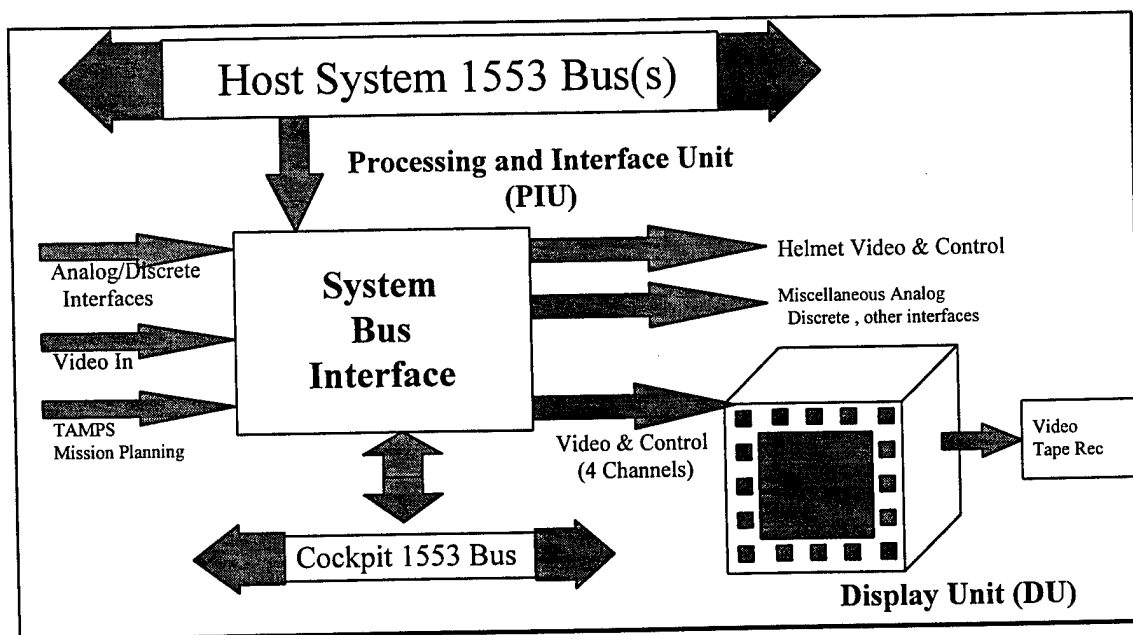 Host System 1553 Bus(s)
Processing and Interface Unit
(PIU)
Analog/Discrete
Interfaces
Video In
TAMPS
Mission Planning
System
Bus
Interface
Helmet Video & Control
Miscellaneous Analog
Discrete , other interfaces
Video & Control
(4 Channels)
Video
Tape Rec
Cockpit 1553 Bus
Display Unit (DU)